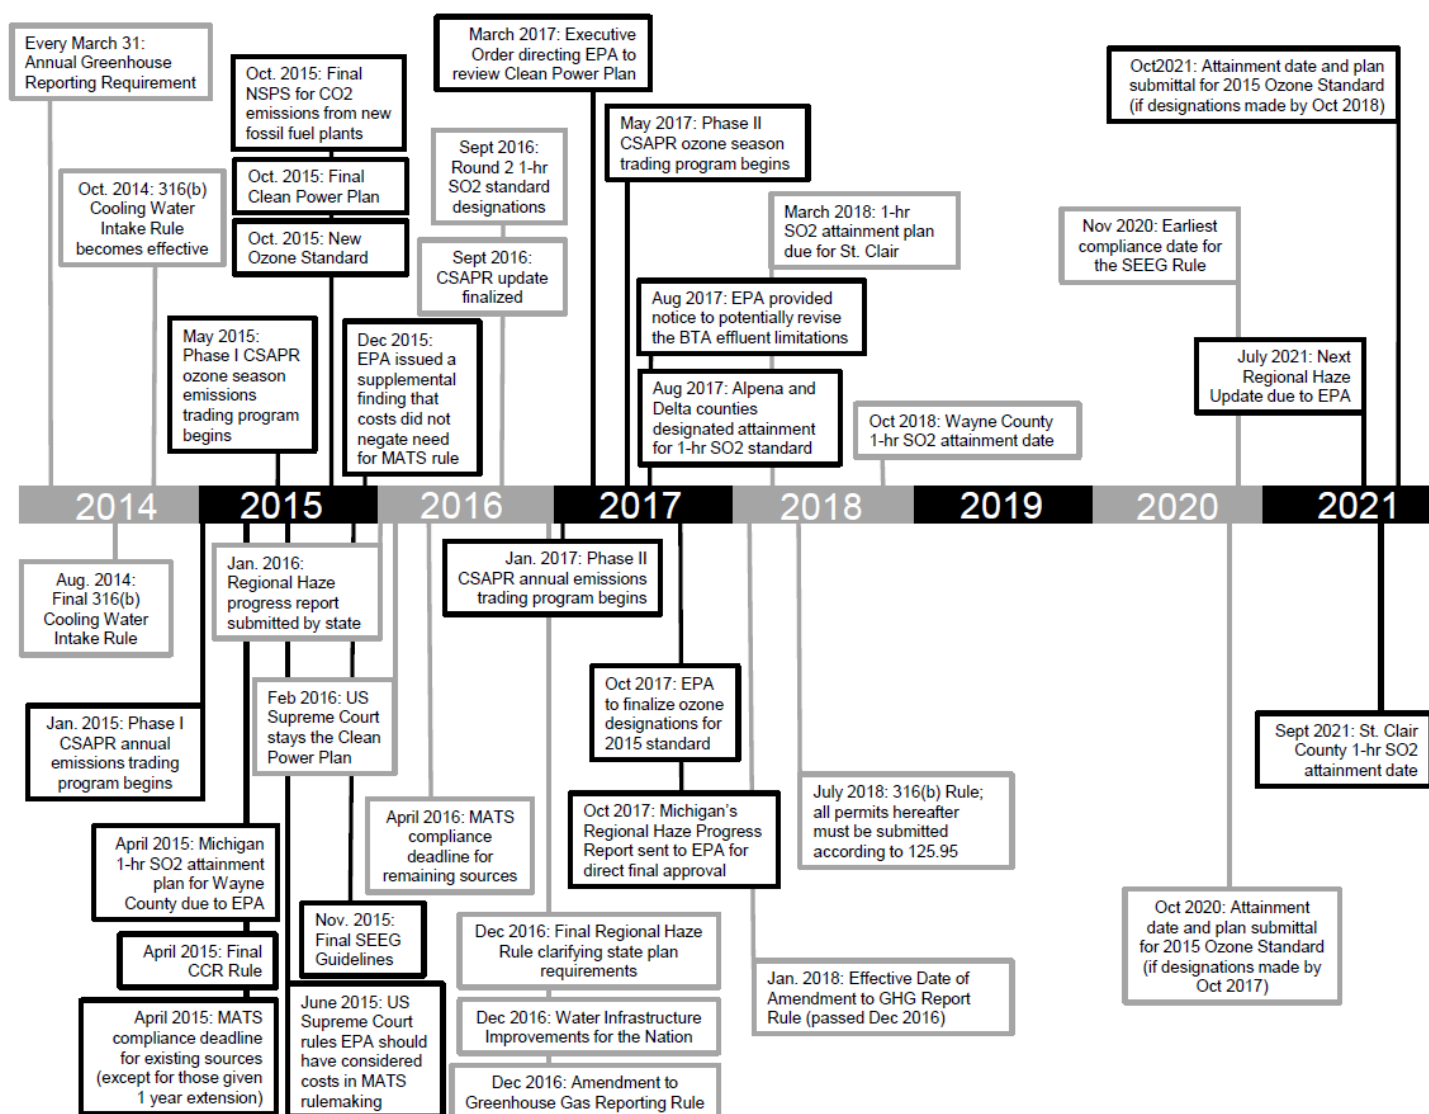 Every March 31:
Annual Greenhouse
Reporting Requirement
Oct. 2014: 316(b)
Cooling Water
Intake Rule
becomes effective
May 2015:
Phase I CSAPR
ozone season
emissions
trading program
begins
Oct. 2015: Final
NSPS for CO2
emissions from new
fossil fuel plants
Oct. 2015: Final
Clean Power Plan
Oct. 2015: New
Ozone Standard
Dec 2015:
EPA issued a
supplemental
finding that
costs did not
negate need
for MATS rule
Sept 2016:
Round 2 1-hr
SO2 standard
designations
Sept 2016:
CSAPR update
finalized
March 2017: Executive
Order directing EPA to
review Clean Power Plan
May 2017: Phase II
CSAPR ozone season
trading program begins
March 2018: 1-hr
SO2 attainment plan
due for St. Clair
Aug 2017: EPA provided
notice to potentially revise
the BTA effluent limitations
Aug 2017: Alpena and
Delta counties
designated attainment
for 1-hr SO2 standard
Oct 2018: Wayne County
1-hr SO2 attainment date
Oct2021: Attainment date and plan
submittal for 2015 Ozone Standard
(if designations made by Oct 2018)
Nov 2020: Earliest
compliance date for
the SEEG Rule
July 2021: Next
Regional Haze
Update due to EPA
2014
2015
2016
2017
2018
2019
2020
2021
Aug. 2014:
Final 316(b)
Cooling Water
Intake Rule
Jan. 2015: Phase I
CSAPR annual
emissions trading
program begins
April 2015: Michigan
1-hr SO2 attainment
plan for Wayne
County due to EPA
April 2015: Final
CCR Rule
April 2015: MATS
compliance deadline
for existing sources
(except for those given
1 year extension)
Jan. 2016:
Regional Haze
progress report
submitted by state
Feb 2016: US
Supreme Court
stays the Clean
Power Plan
Nov. 2015:
Final SEEG
Guidelines
June 2015: US
Supreme Court
rules EPA should
have considered
costs in MATS
rulemaking
April 2016: MATS
compliance
deadline for
remaining sources
Jan. 2017: Phase II
CSAPR annual emissions
trading program begins
Dec 2016: Final Regional Haze
Rule clarifying state plan
requirements
Dec 2016: Water Infrastructure
Improvements for the Nation
Dec 2016: Amendment to
Greenhouse Gas Reporting Rule
Oct 2017: EPA
to finalize ozone
designations for
2015 standard
Oct 2017: Michigan's
Regional Haze Progress
Report sent to EPA for
direct final approval
July 2018: 316(b) Rule;
all permits hereafter
must be submitted
according to 125.95
Jan. 2018: Effective Date of
Amendment to GHG Report
Rule (passed Dec 2016)
Sept 2021: St. Clair
County 1-hr SO2
attainment date
Oct 2020: Attainment
date and plan submittal
for 2015 Ozone Standard
(if designations made by
Oct 2017)